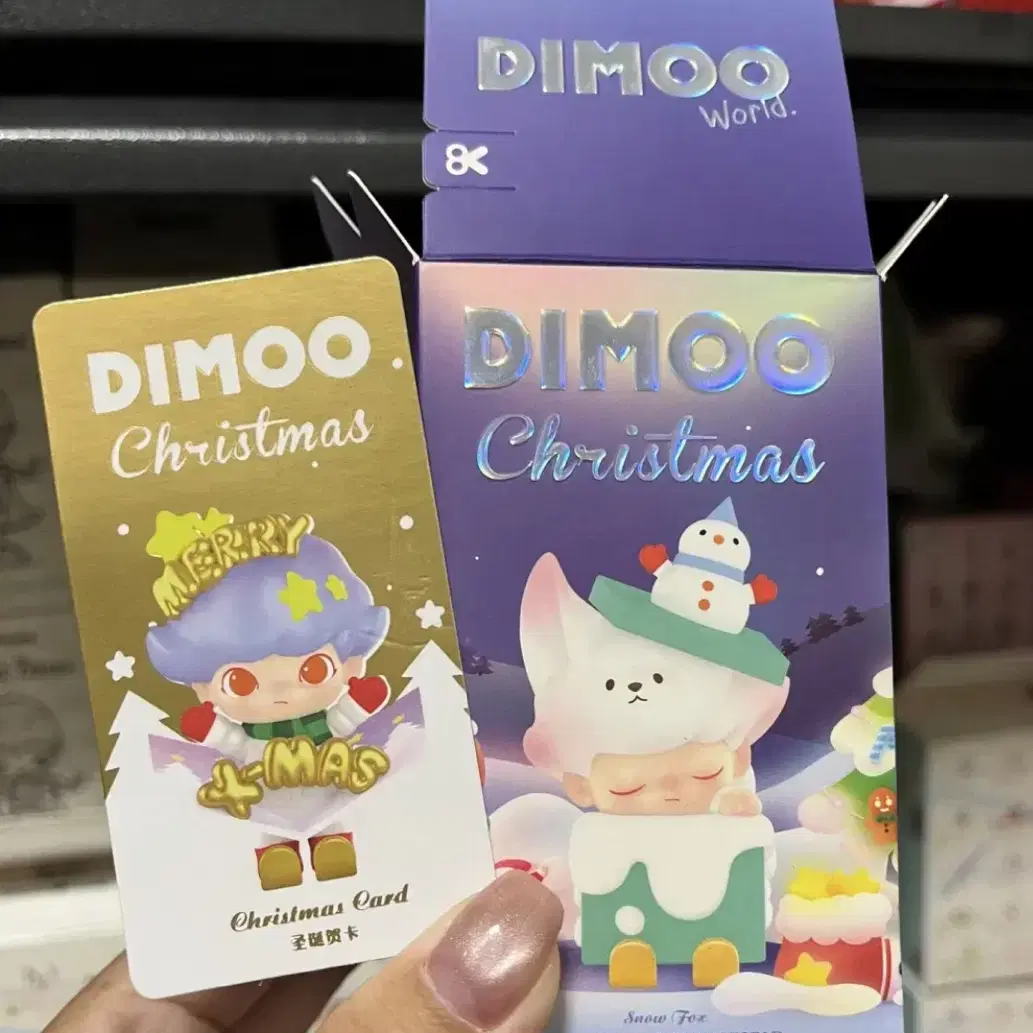 DIMOO
World.
DIMOO
Christmas
Snow Fox
DIMOO
Christmas
MERRY
X-MAS
Christmas Card
圣诞贺卡